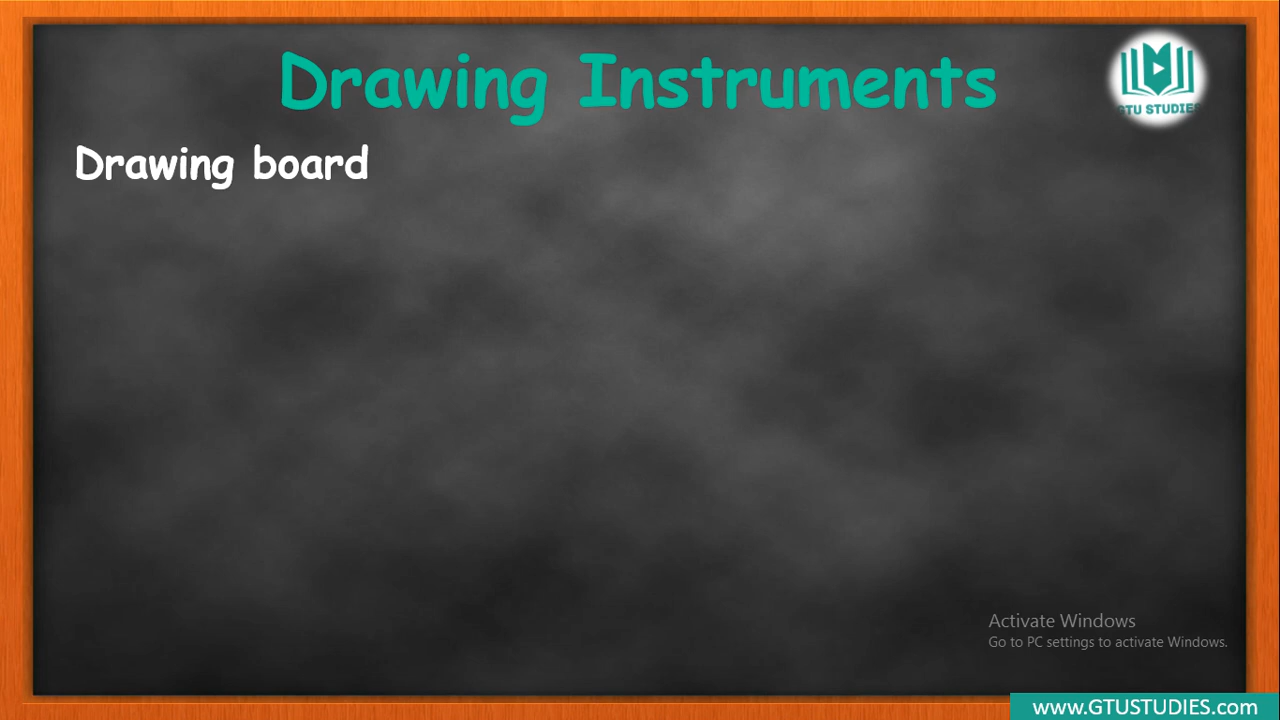 Drawing Instruments
GTU STUDIES
Drawing board
Activate Windows
Go to PC settings to activate Windows.
www.GTUSTUDIES.com